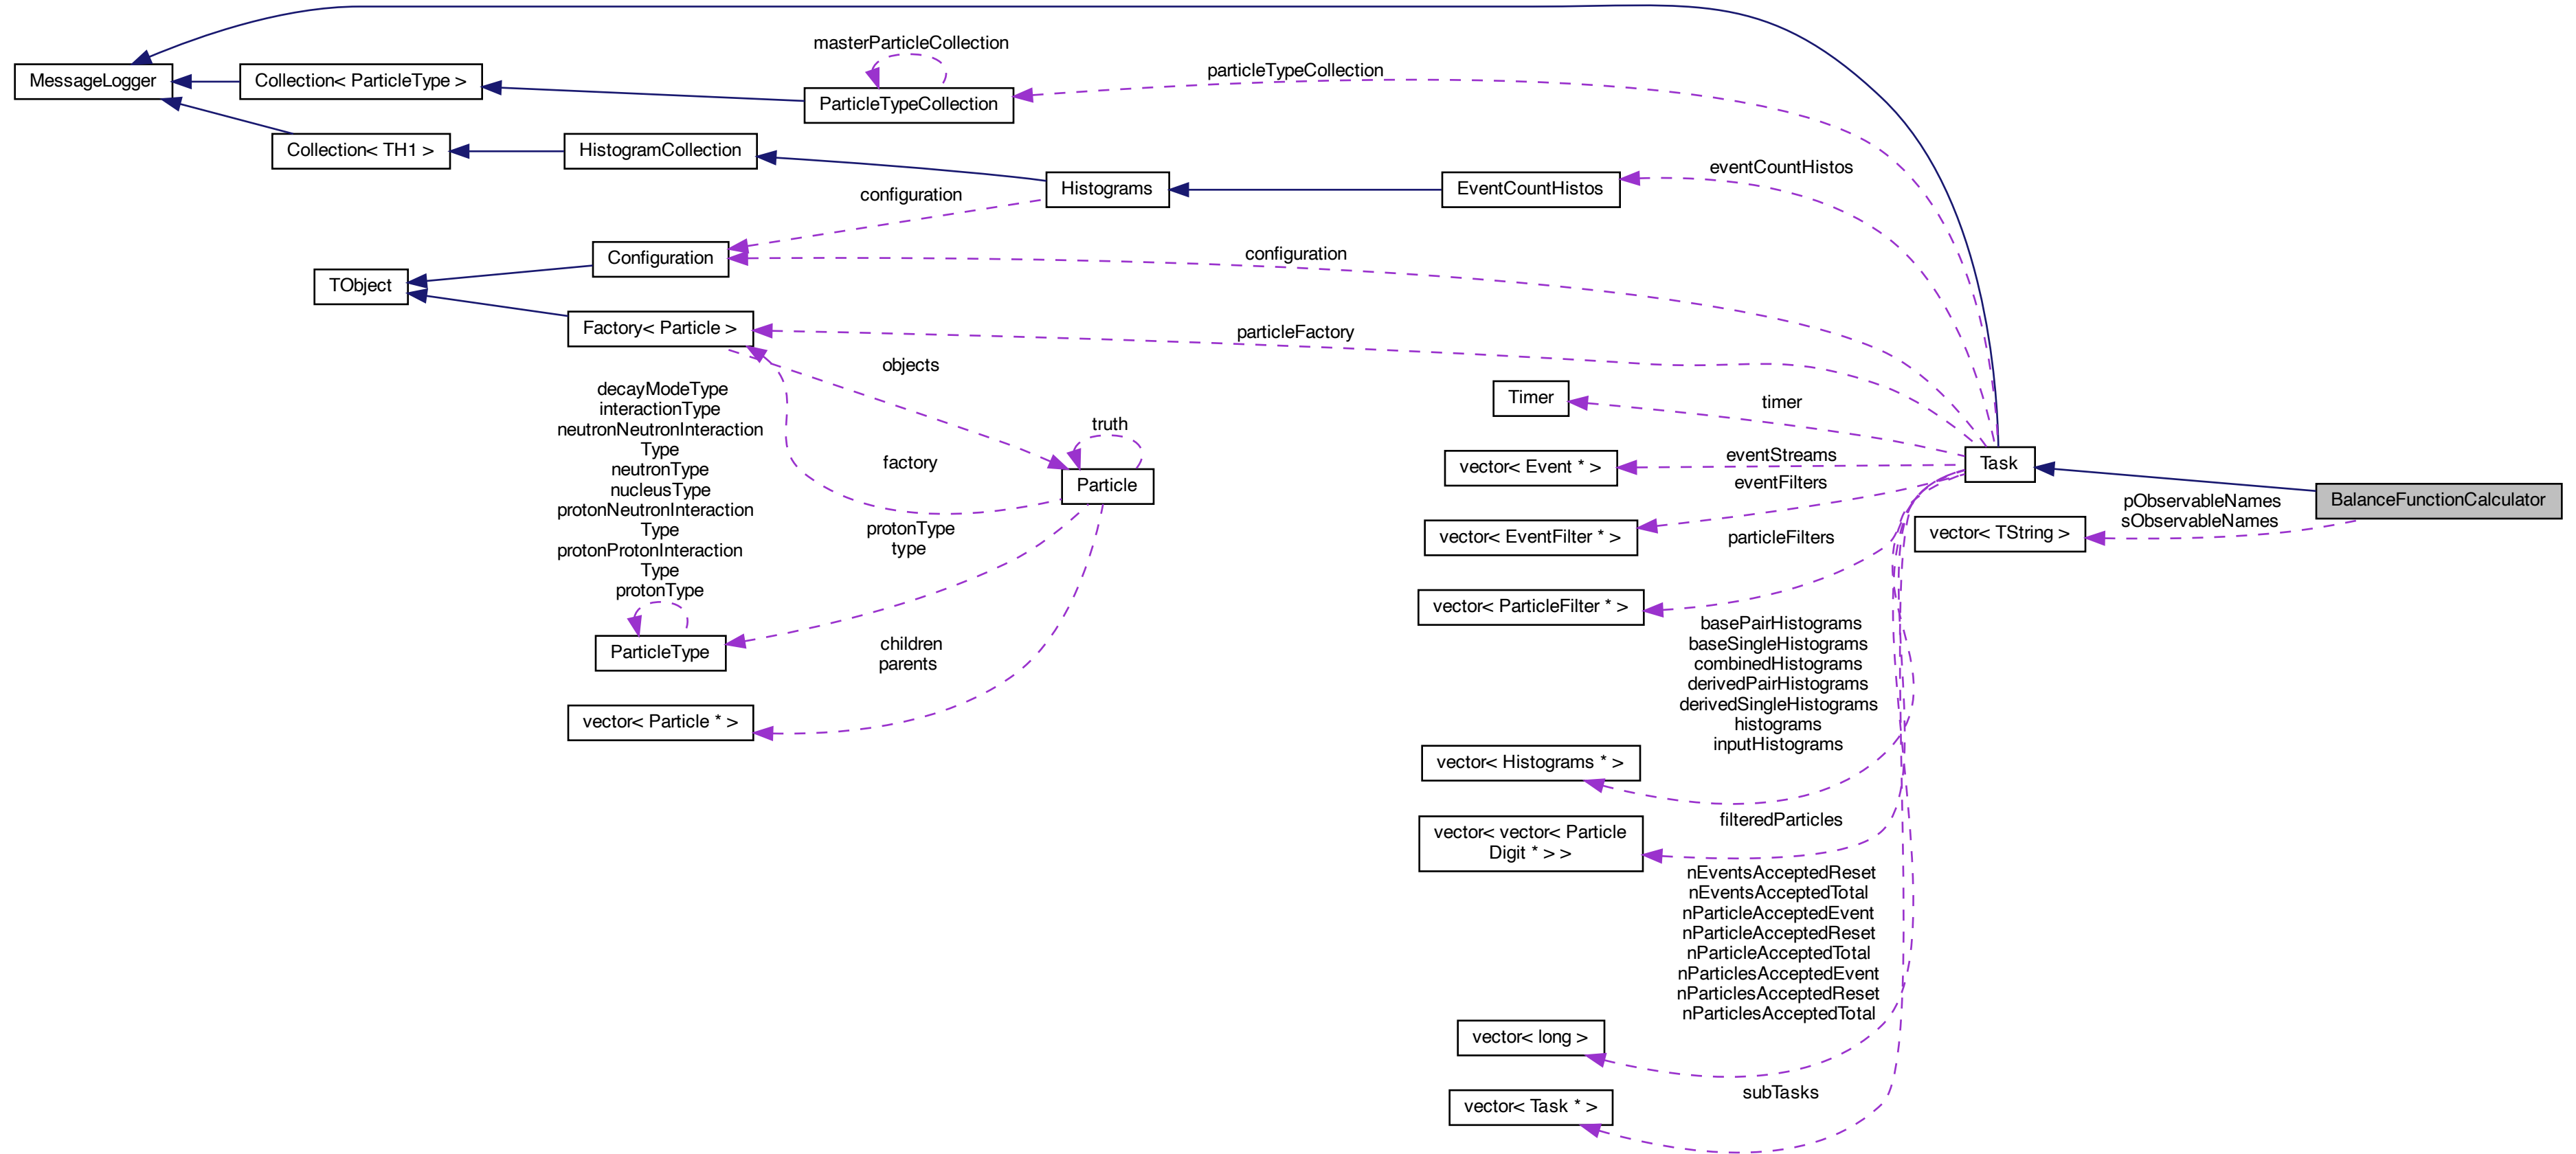 masterParticleCollection
particleTypeCollection
MessageLogger
Collection< ParticleType >
ParticleTypeCollection
Collection< TH1 >
HistogramCollection
eventCountHistos
configuration
Histograms
EventCountHistos
Configuration
configuration
TObject
Factory< Particle >
particleFactory
objects
decayModeType
interactionType
neutronNeutronInteraction
Type
neutronType
nucleusType
protonNeutronInteraction
Type
protonProtonInteraction
Type
protonType
truth
factory
Particle
protonType
type
ParticleType
children
parents
vector< Particle * >
Timer
timer
vector< Event * >
eventStreams
eventFilters
Task
BalanceFunctionCalculator
pObservableNames
sObservableNames
vector< TString >
vector< EventFilter * >
particleFilters
vector< ParticleFilter * >
basePairHistograms
baseSingleHistograms
combinedHistograms
derivedPairHistograms
derivedSingleHistograms
histograms
inputHistograms
vector< Histograms * >
filteredParticles
vector< vector< Particle
Digit * > >
nEventsAcceptedReset
nEventsAcceptedTotal
nParticleAcceptedEvent
nParticleAcceptedReset
nParticleAcceptedTotal
nParticlesAcceptedEvent
nParticlesAcceptedReset
nParticlesAcceptedTotal
vector< long >
subTasks
vector< Task * >